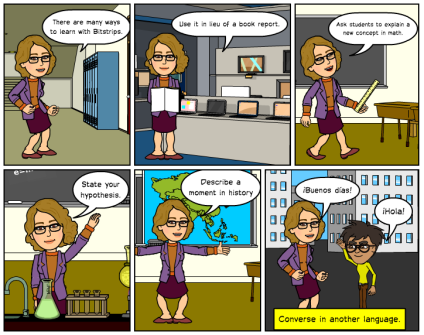 There are many ways
to learn with Bitstrips.
Use it in lieu of a book report.
Ask students to explain a
new concept in math.
State your
hypothesis.
Describe a
moment in history
¡Buenos días!
¡Hola!
Converse in another language.